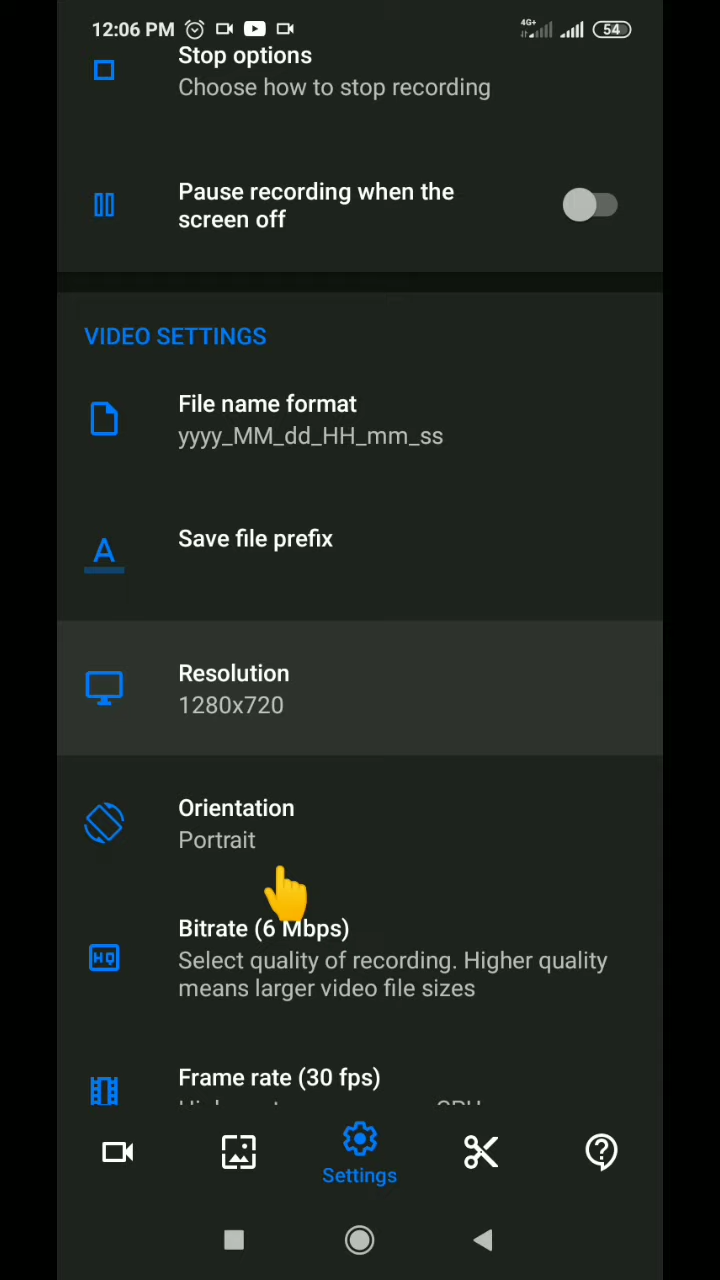 12:06 PM
4G+
54
Stop options
Choose how to stop recording
Pause recording when the
screen off
VIDEO SETTINGS
File name format
yyyy_MM_dd_HH_mm_ss
Save file prefix
A
Resolution
1280x720
Orientation
Portrait
Bitrate (6 Mbps)
HQ
Select quality of recording. Higher quality
means larger video file sizes
Frame rate (30 fps)
Settings